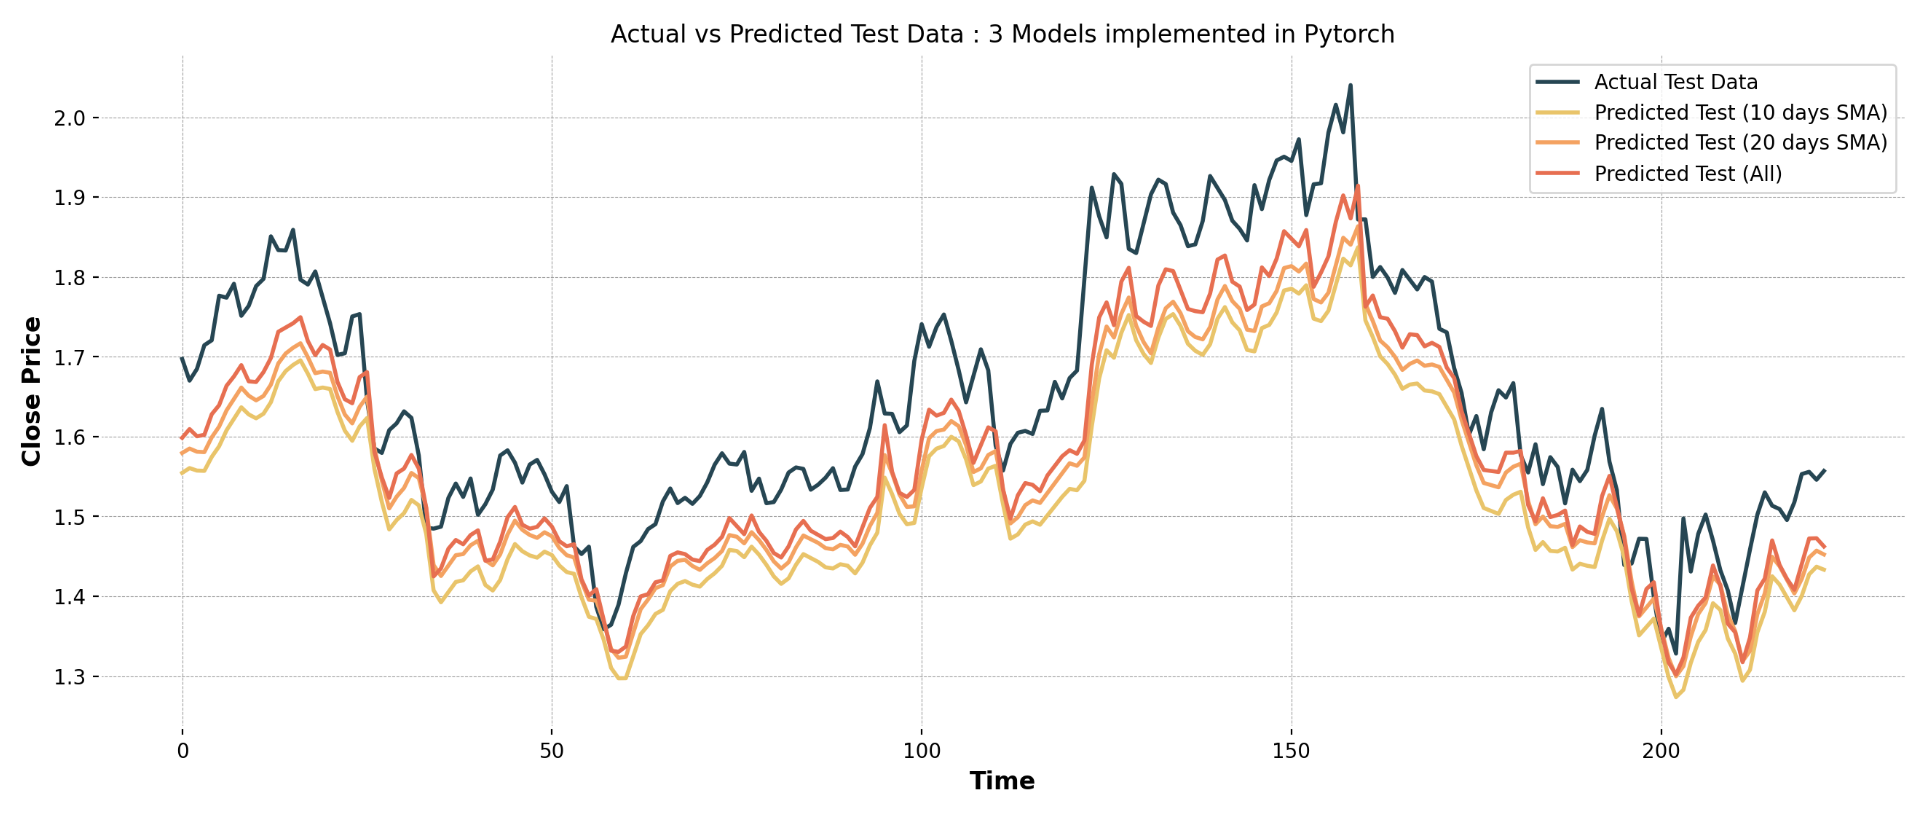 Actual vs Predicted Test Data : 3 Models implemented in Pytorch
Actual Test Data
Predicted Test (10 days SMA)
Predicted Test (20 days SMA)
Predicted Test (All)
2.0
1.9
1.8
1.7
1.6
1.5
1.4
1.3
Close Price
0 50 100 150 200
Time